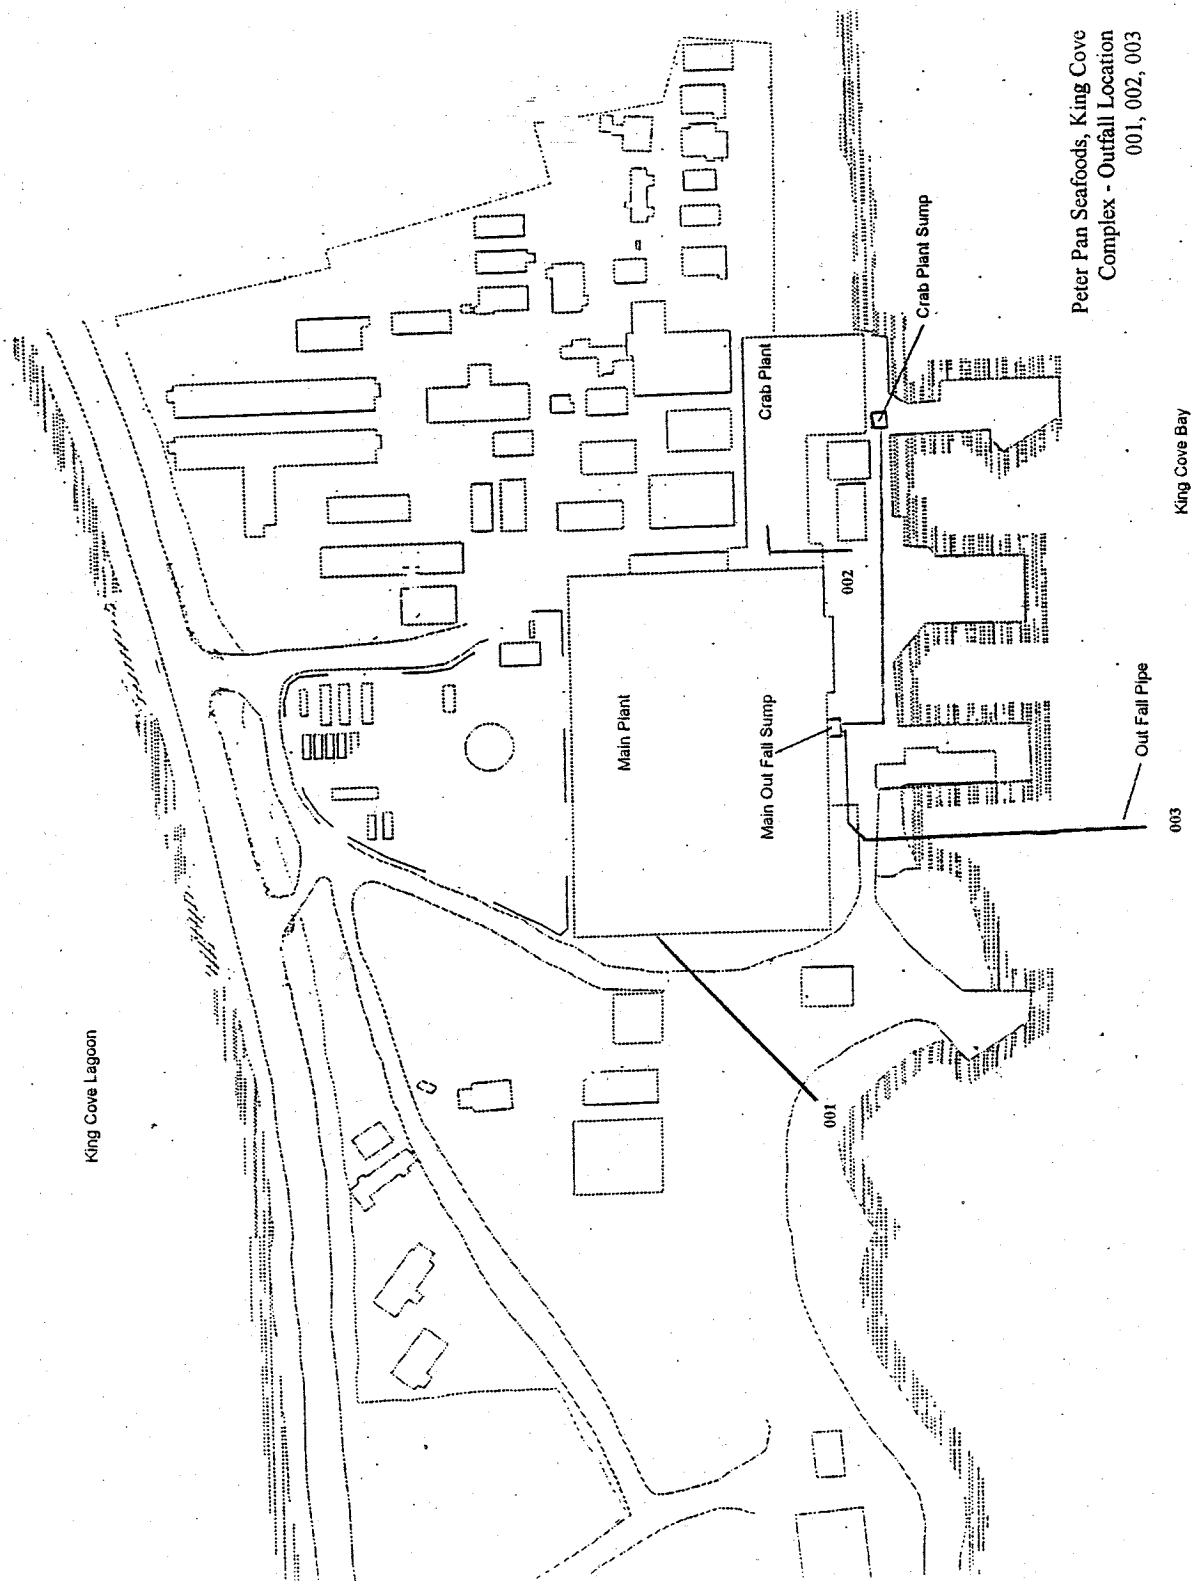 King Cove Lagoon
Main Plant
Crab Plant
Main Out Fall Sump
001
002
Crab Plant Sump
Out Fall Pipe
003
King Cove Bay
Peter Pan Seafoods, King Cove
Complex - Outfall Location
001, 002, 003